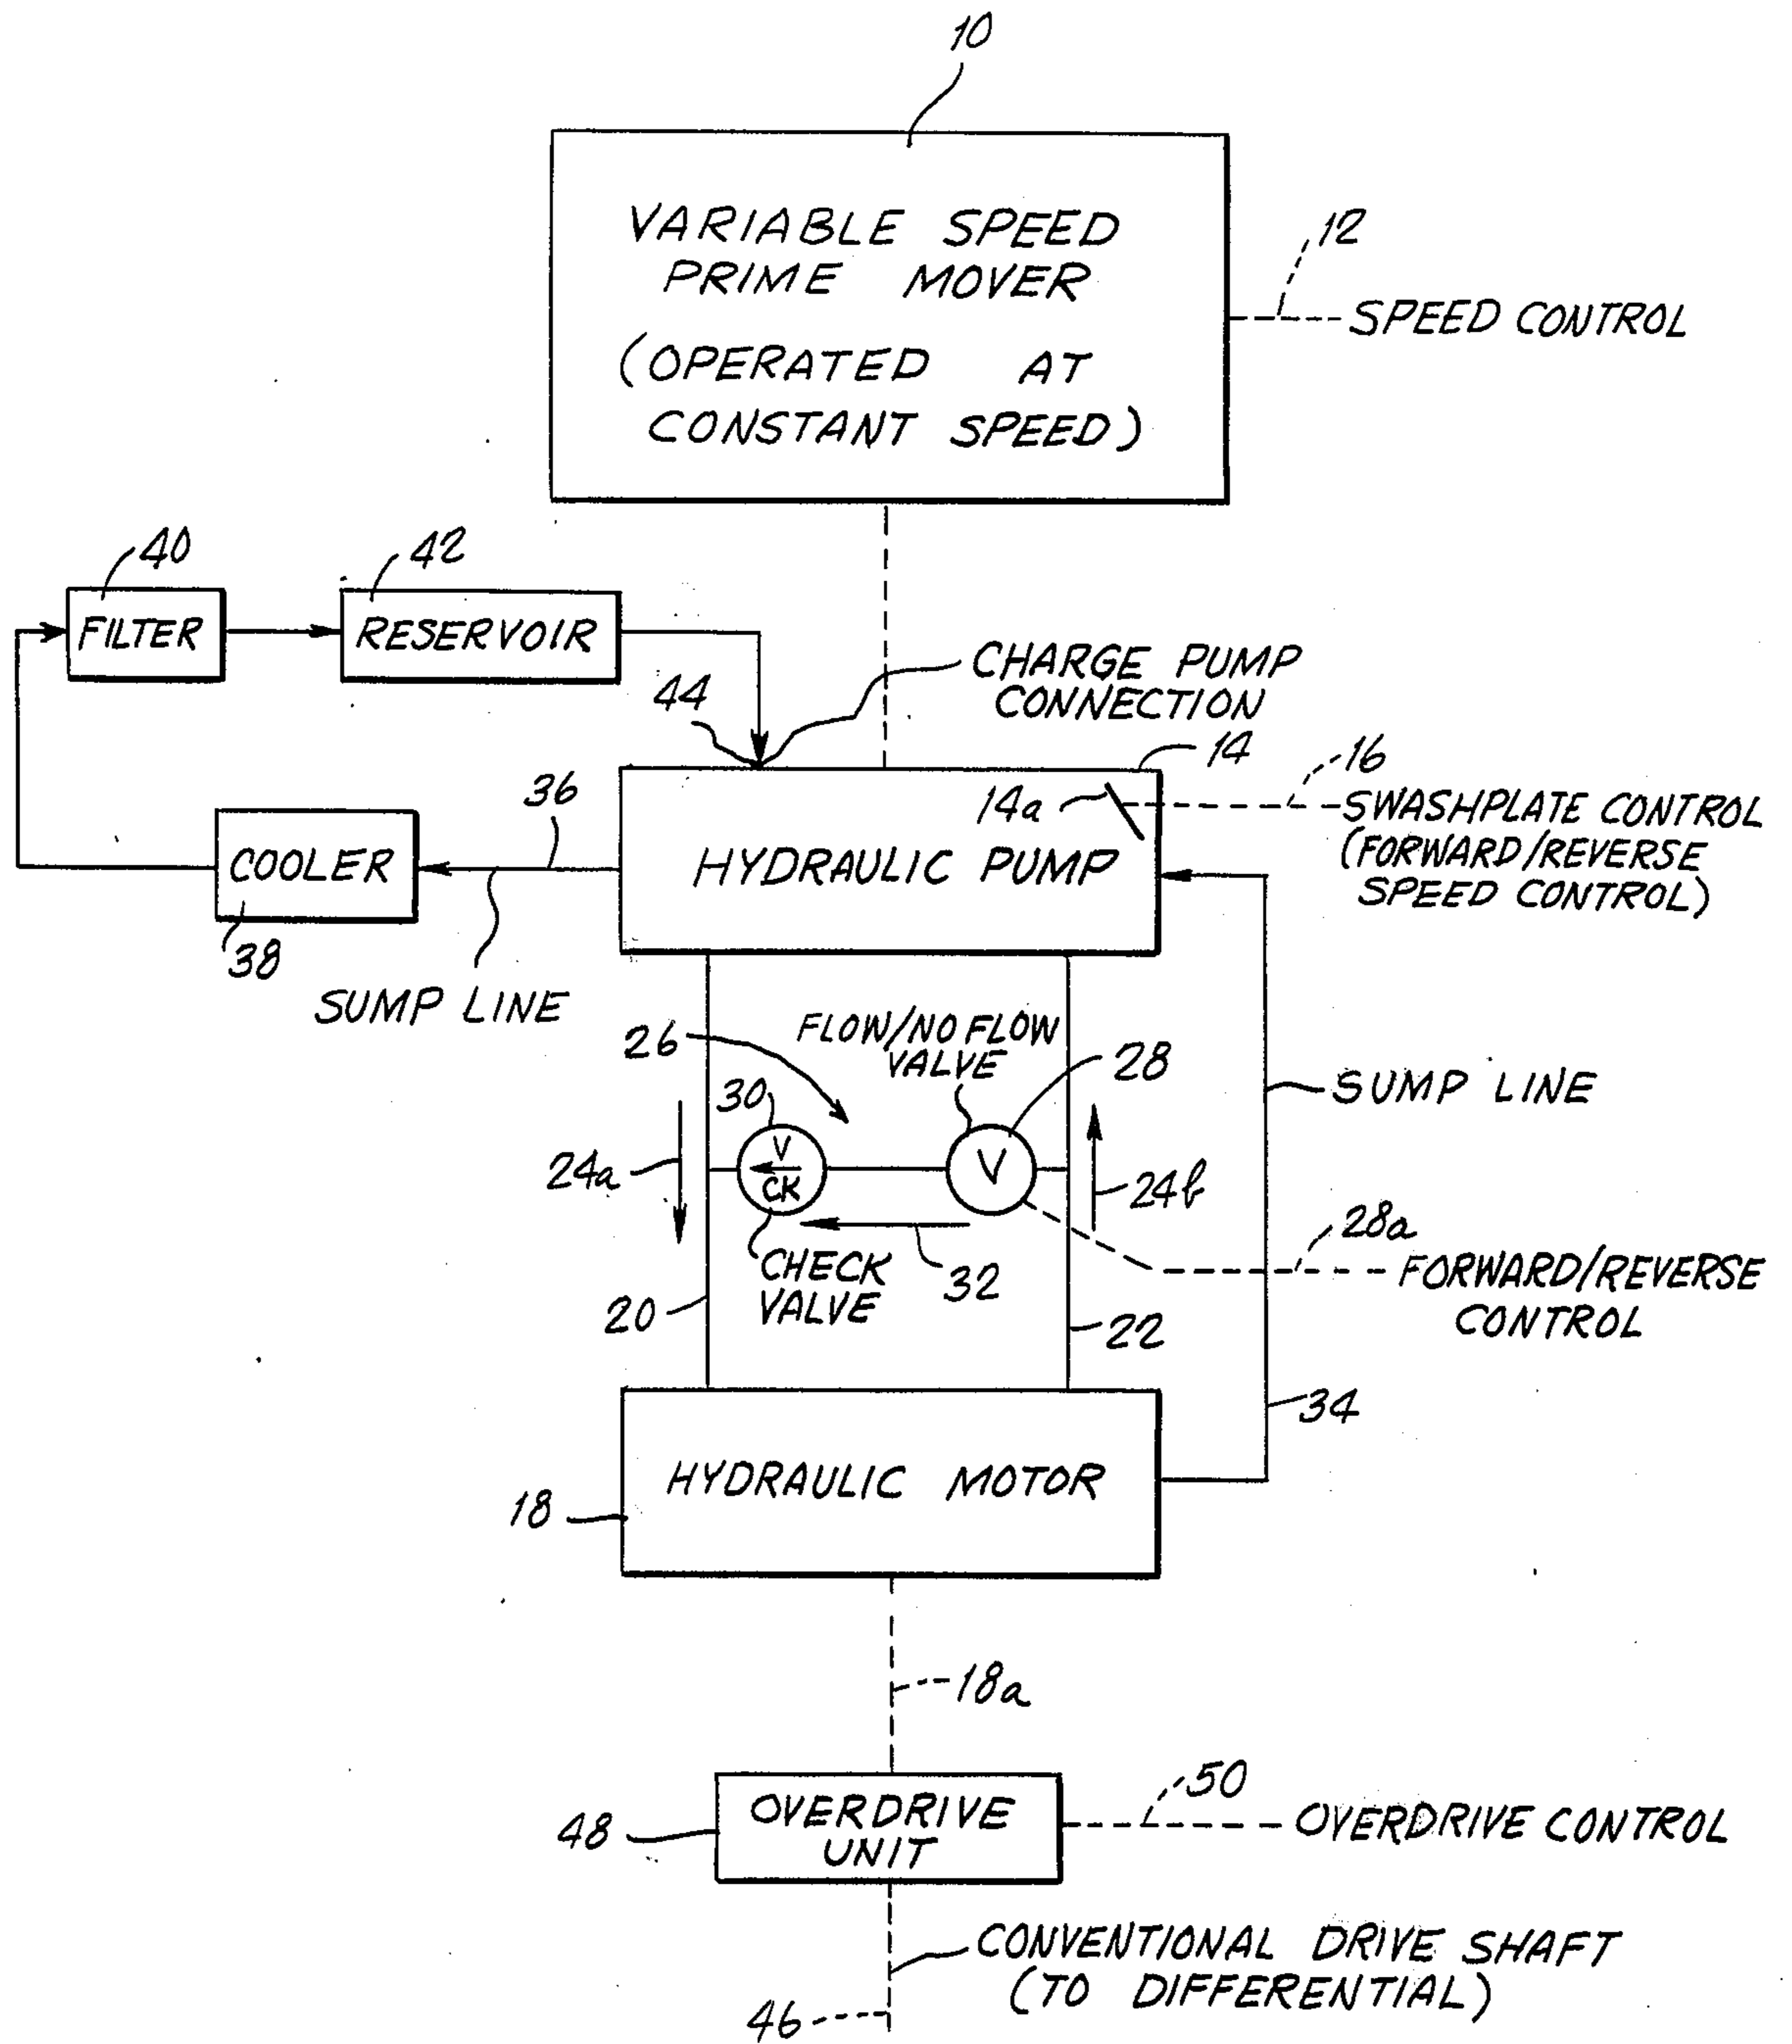 10
VARIABLE SPEED
PRIME MOVER
(OPERATED AT
CONSTANT SPEED)
12
SPEED CONTROL
40
FILTER
42
RESERVOIR
44
CHARGE PUMP
CONNECTION
14
14a
16
SWASHPLATE CONTROL
(FORWARD/REVERSE
SPEED CONTROL)
HYDRAULIC PUMP
36
COOLER
38
SUMP LINE
26
FLOW/NO FLOW
VALVE
28
SUMP LINE
30
V
CK
V
24a
24b
32
CHECK
VALVE
28a
FORWARD/REVERSE
CONTROL
20
22
34
HYDRAULIC MOTOR
18
18a
OVERDRIVE
UNIT
48
50
OVERDRIVE CONTROL
CONVENTIONAL DRIVE SHAFT
(TO DIFFERENTIAL)
46